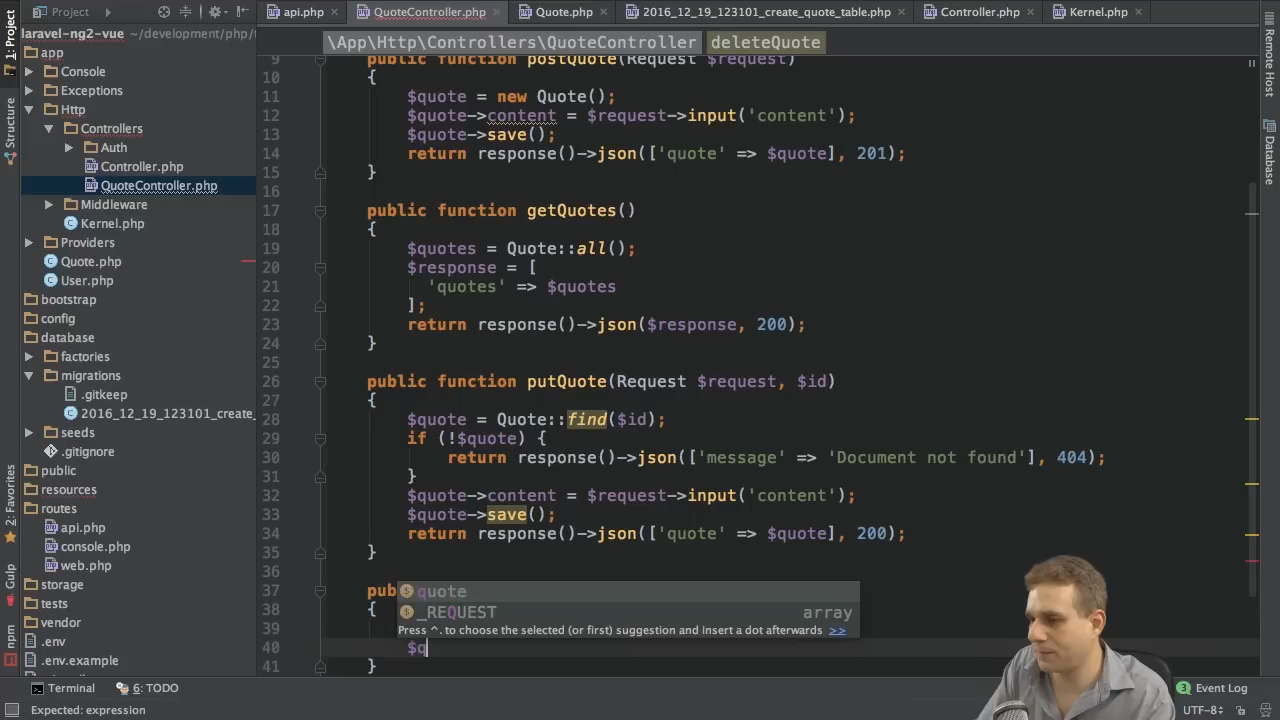 Project
api.php
QuoteController.php
Quote.php
2016_12_19_123101_create_quote_table.php
Controller.php
Kernel.php
1: Project
Structure
2: Favorites
Gulp
npm
laravel-ng2-vue ~/development/php/
app
Console
Exceptions
Http
Controllers
Auth
Controller.php
QuoteController.php
Middleware
Kernel.php
Providers
Quote.php
User.php
bootstrap
config
database
factories
migrations
.gitkeep
2016_12_19_123101_create_
seeds
.gitignore
public
resources
routes
api.php
console.php
web.php
storage
tests
vendor
.env
.env.example
\App\Http\Controllers\QuoteController deleteQuote
9 public function postQuote(Request $request)
10 {
11 $quote = new Quote();
12 $quote->content = $request->input('content');
13 $quote->save();
14 return response()->json(['quote' => $quote], 201);
15 }
16
17 public function getQuotes()
18 {
19 $quotes = Quote::all();
20 $response = [
21 'quotes' => $quotes
22 ];
23 return response()->json($response, 200);
24 }
25
26 public function putQuote(Request $request, $id)
27 {
28 $quote = Quote::find($id);
29 if (!$quote) {
30 return response()->json(['message' => 'Document not found'], 404);
31 }
32 $quote->content = $request->input('content');
33 $quote->save();
34 return response()->json(['quote' => $quote], 200);
35 }
36
37 pub
38 {
39
40 $q
41 }
quote
_REQUEST array
Press ^. to choose the selected (or first) suggestion and insert a dot afterwards >>
Remote Host
Database
Terminal
6: TODO
3 Event Log
Expected: expression
UTF-8